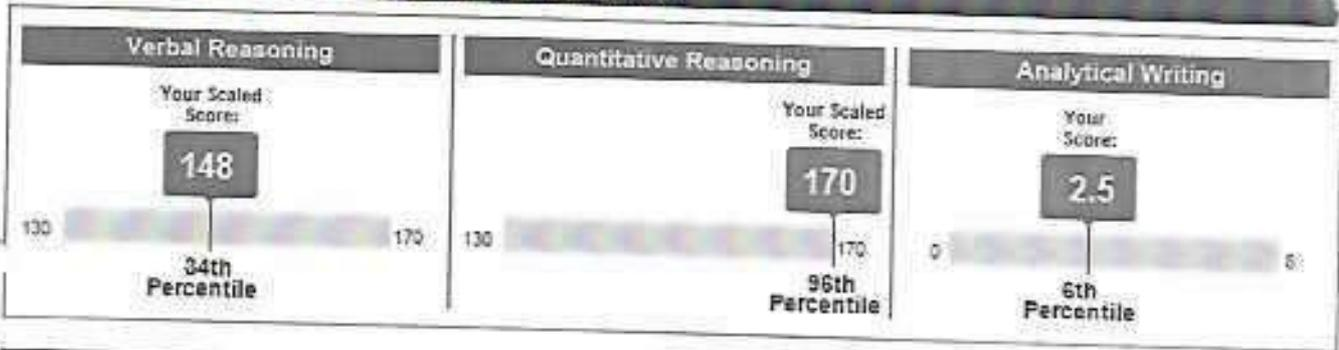 Verbal Reasoning
Your Scaled
Score:
148
130
170
34th
Percentile
Quantitative Reasoning
Your Scaled
Score:
170
130
170
96th
Percentile
Analytical Writing
Your
Score:
2.5
0
6th
Percentile